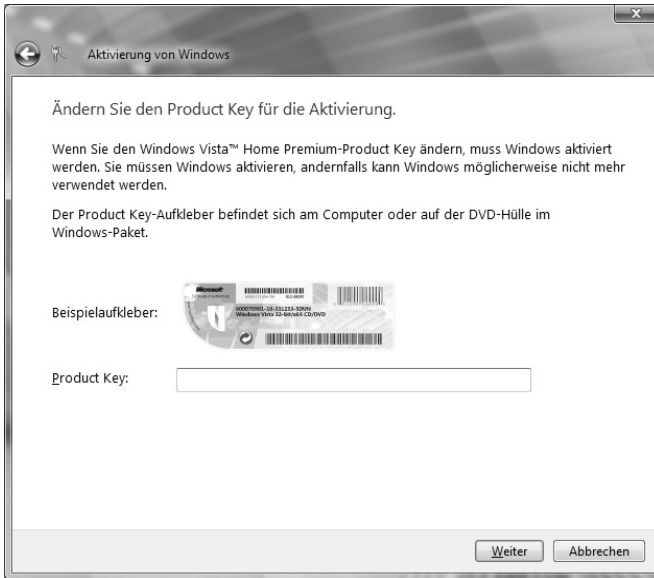 Aktivierung von Windows
Ändern Sie den Product Key für die Aktivierung.
Wenn Sie den Windows Vista™ Home Premium-Product Key ändern, muss Windows aktiviert
werden. Sie müssen Windows aktivieren, andernfalls kann Windows möglicherweise nicht mehr
verwendet werden.
Der Product Key-Aufkleber befindet sich am Computer oder auf der DVD-Hülle im
Windows-Paket.
Beispielaufkleber:
Microsoft
Windows Vista 32-bit/x64 CD/DVD
Product Key:
Weiter
Abbrechen